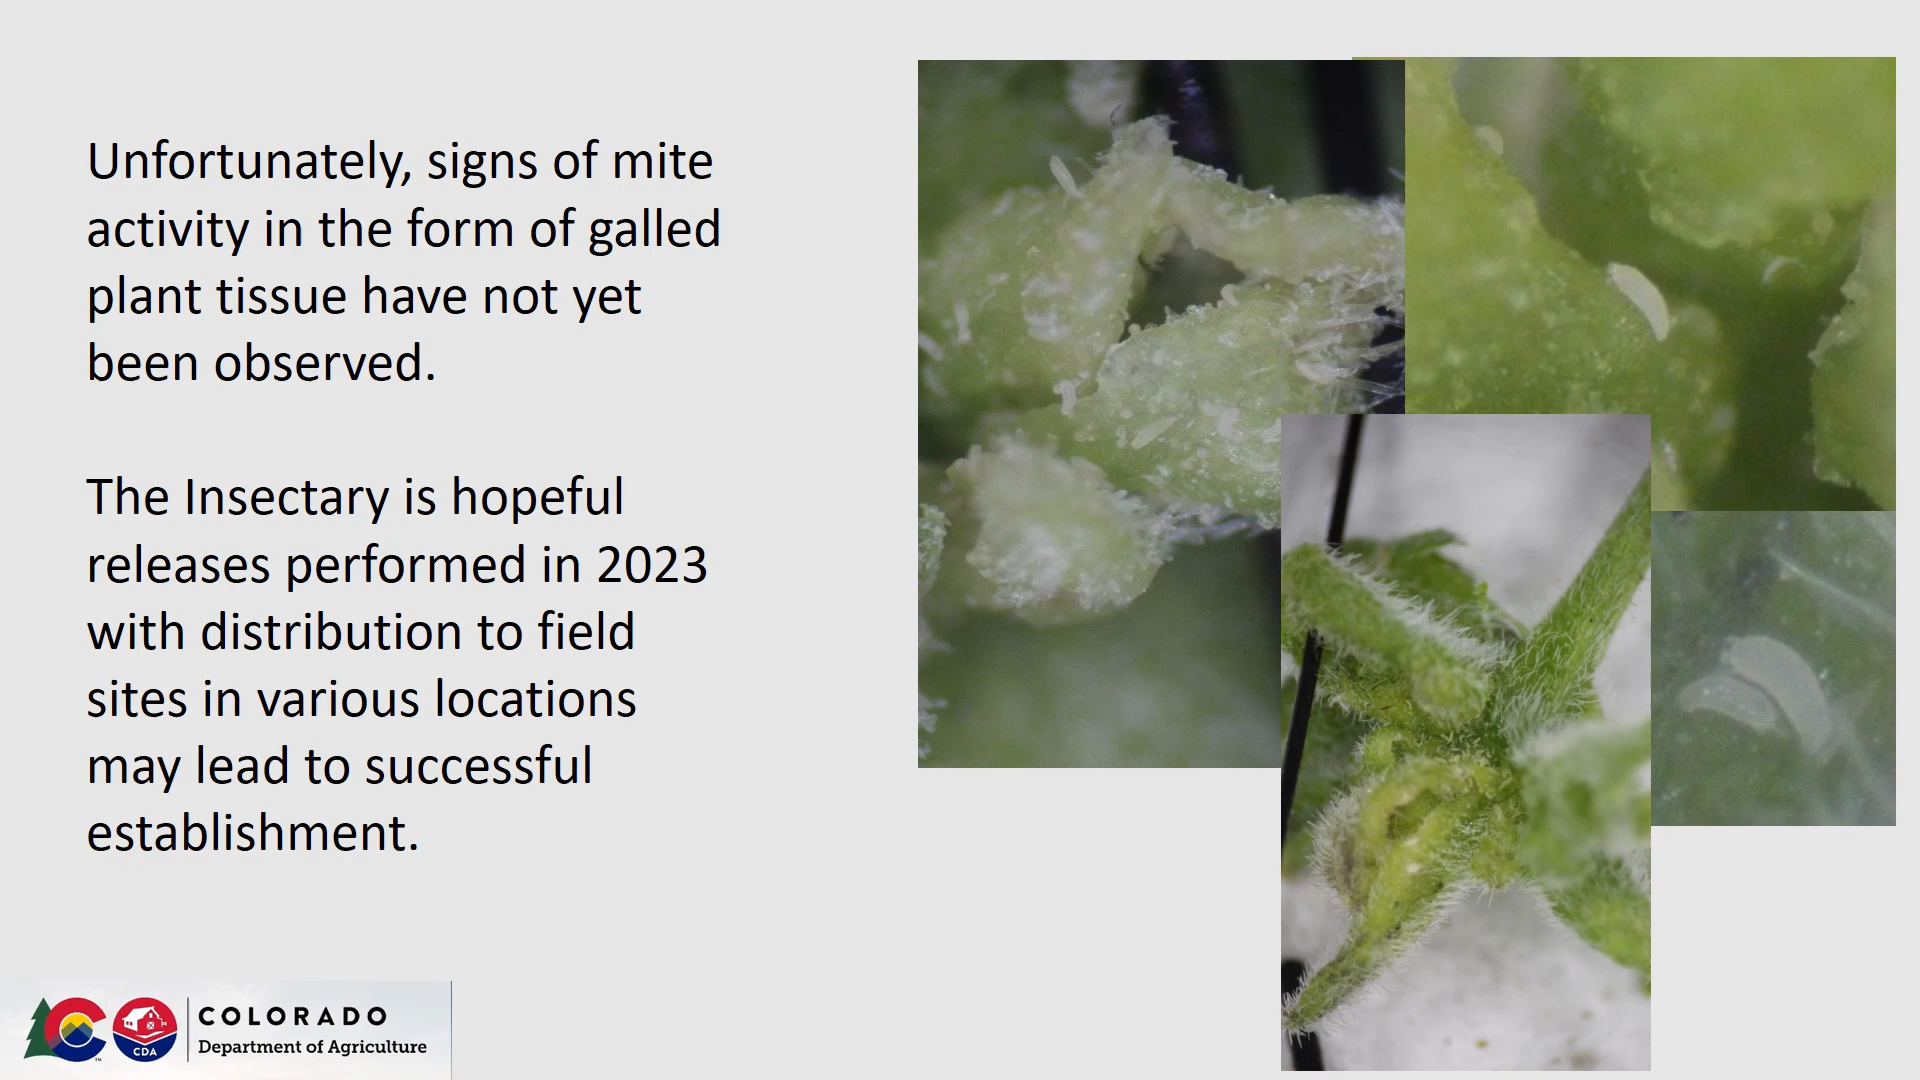 Unfortunately, signs of mite
activity in the form of galled
plant tissue have not yet
been observed.
The Insectary is hopeful
releases performed in 2023
with distribution to field
sites in various locations
may lead to successful
establishment.
CDA
COLORADO
Department of Agriculture